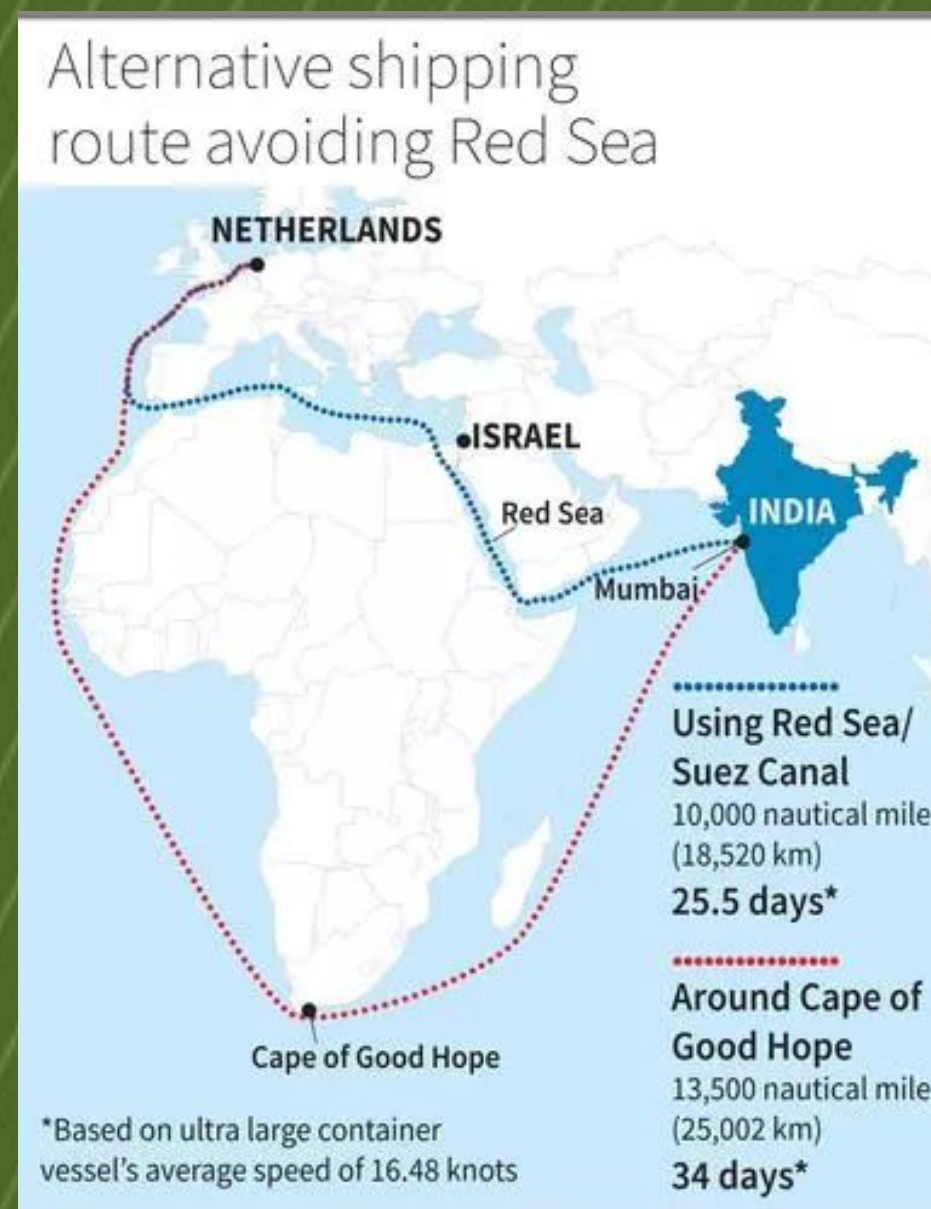 Alternative shipping
route avoiding Red Sea
NETHERLANDS
ISRAEL
Red Sea
INDIA
Mumbai
Using Red Sea/
Suez Canal
10,000 nautical mile
(18,520 km)
25.5 days*
Around Cape of
Good Hope
13,500 nautical mile
(25,002 km)
34 days*
Cape of Good Hope
*Based on ultra large container
vessel's average speed of 16.48 knots